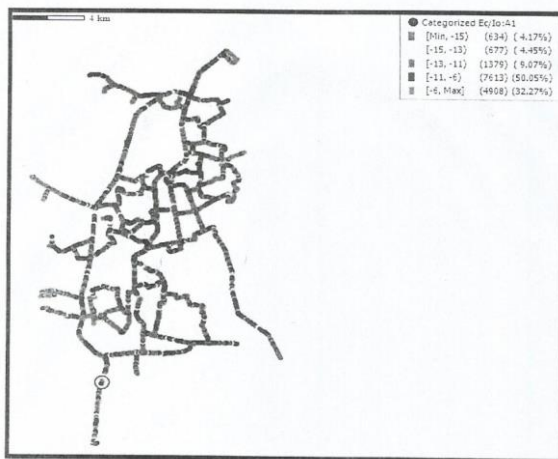 4 km
Categorized Ec/Io:A1
[Min, -15) (634) ( 4.17%)
[-15, -13) (677) ( 4.45%)
[-13, -11) (1379) ( 9.07%)
[-11, -6) (7613) (50.05%)
[-6, Max] (4908) (32.27%)